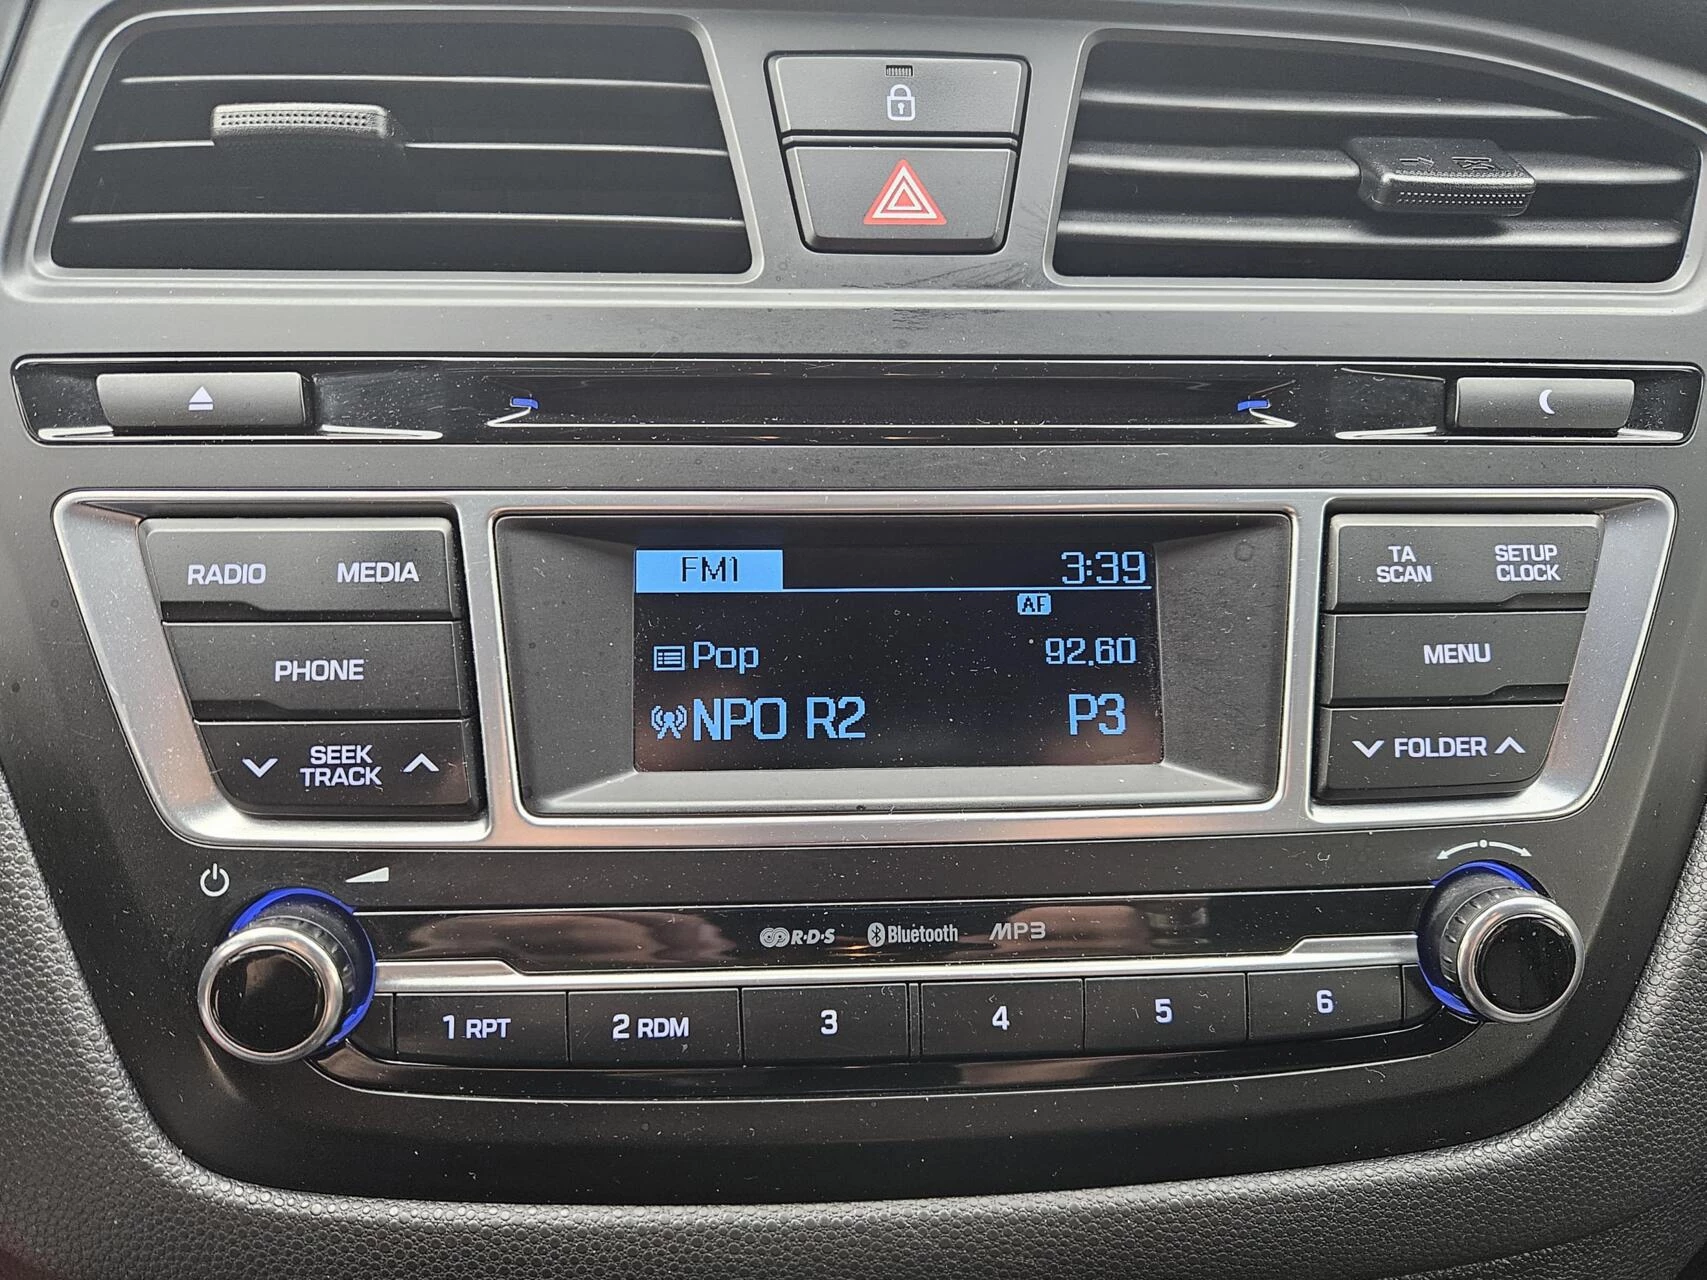 RADIO MEDIA
PHONE
SEEK
TRACK
FM1 3:39
AF
Pop 92.60
NPO R2 P3
TA
SCAN
SETUP
CLOCK
MENU
FOLDER
R·D·S Bluetooth MP3
1 RPT 2 RDM 3 4 5 6